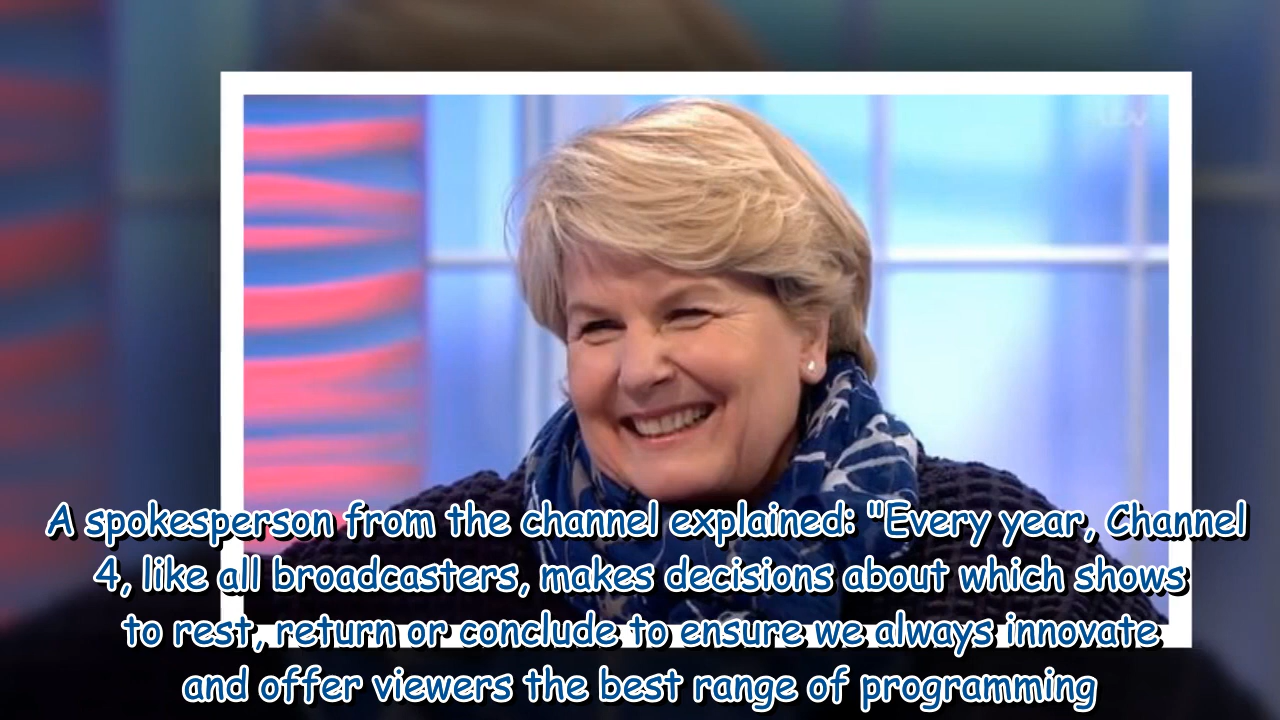 A spokesperson from the channel explained: "Every year, Channel
4, like all broadcasters, makes decisions about which shows
to rest, return or conclude to ensure we always innovate
and offer viewers the best range of programming